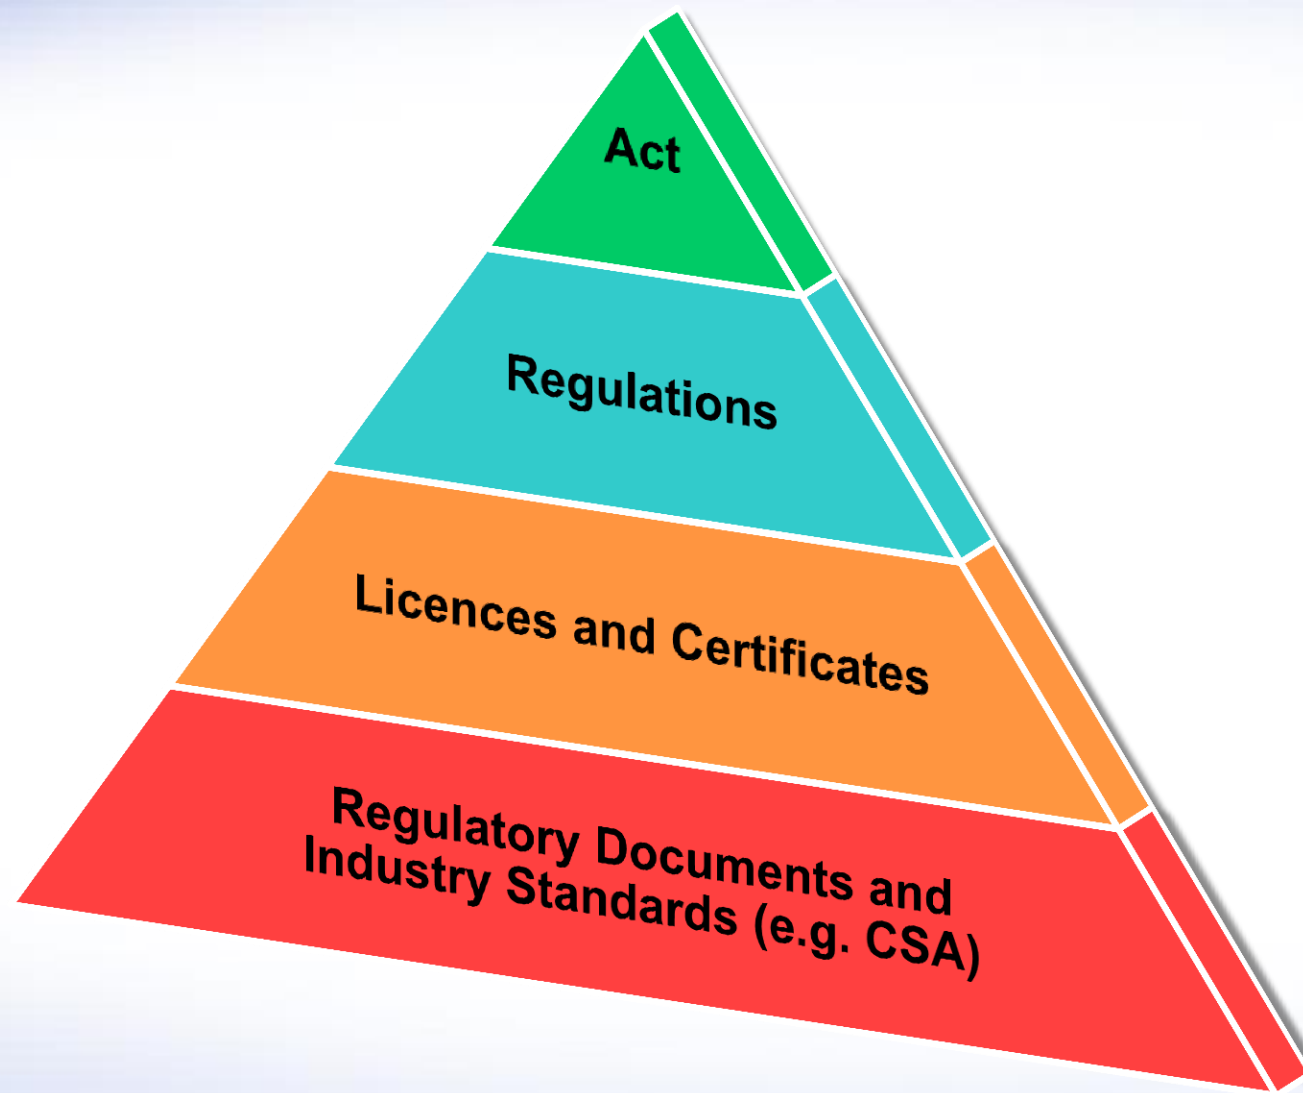 Act
Regulations
Licences and Certificates
Regulatory Documents and
Industry Standards (e.g. CSA)